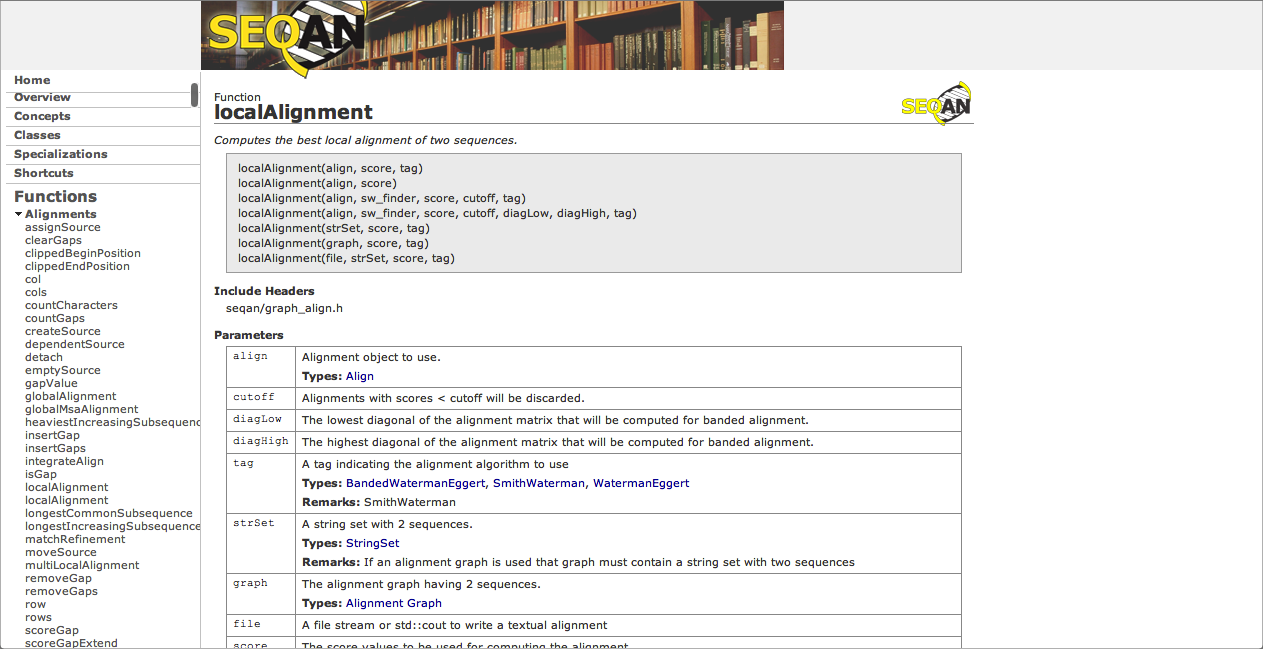 SEQAN
Home
Overview
Concepts
Classes
Specializations
Shortcuts
Functions
Alignments
assignSource
clearGaps
clippedBeginPosition
clippedEndPosition
col
cols
countCharacters
countGaps
createSource
dependentSource
detach
emptySource
gapValue
globalAlignment
globalMsaAlignment
heaviestIncreasingSubsequenc
insertGap
insertGaps
integrateAlign
isGap
localAlignment
localAlignment
longestCommonSubsequence
longestIncreasingSubsequence
matchRefinement
moveSource
multiLocalAlignment
removeGap
removeGaps
row
rows
scoreGap
scoreGapExtend
Function
localAlignment
SEQAN
Computes the best local alignment of two sequences.
localAlignment(align, score, tag)
localAlignment(align, score)
localAlignment(align, sw_finder, score, cutoff, tag)
localAlignment(align, sw_finder, score, cutoff, diagLow, diagHigh, tag)
localAlignment(strSet, score, tag)
localAlignment(graph, score, tag)
localAlignment(file, strSet, score, tag)
Include Headers
seqan/graph_align.h
Parameters
align Alignment object to use.
Types: Align
cutoff Alignments with scores < cutoff will be discarded.
diagLow The lowest diagonal of the alignment matrix that will be computed for banded alignment.
diagHigh The highest diagonal of the alignment matrix that will be computed for banded alignment.
tag A tag indicating the alignment algorithm to use
Types: BandedWatermanEggert, SmithWaterman, WatermanEggert
Remarks: SmithWaterman
strSet A string set with 2 sequences.
Types: StringSet
Remarks: If an alignment graph is used that graph must contain a string set with two sequences
graph The alignment graph having 2 sequences.
Types: Alignment Graph
file A file stream or std::cout to write a textual alignment
score The score values to be used for computing the alignment.